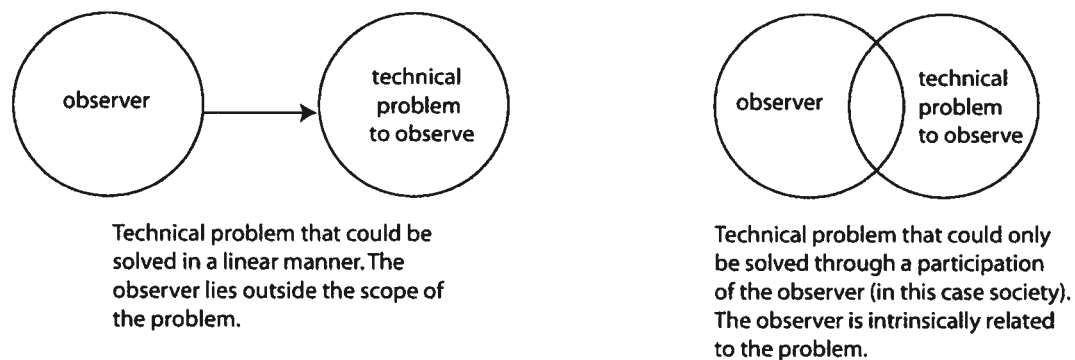 observer
technical
problem
to observe
Technical problem that could be
solved in a linear manner. The
observer lies outside the scope of
the problem.
observer
technical
problem
to observe
Technical problem that could only
be solved through a participation
of the observer (in this case society).
The observer is intrinsically related
to the problem.